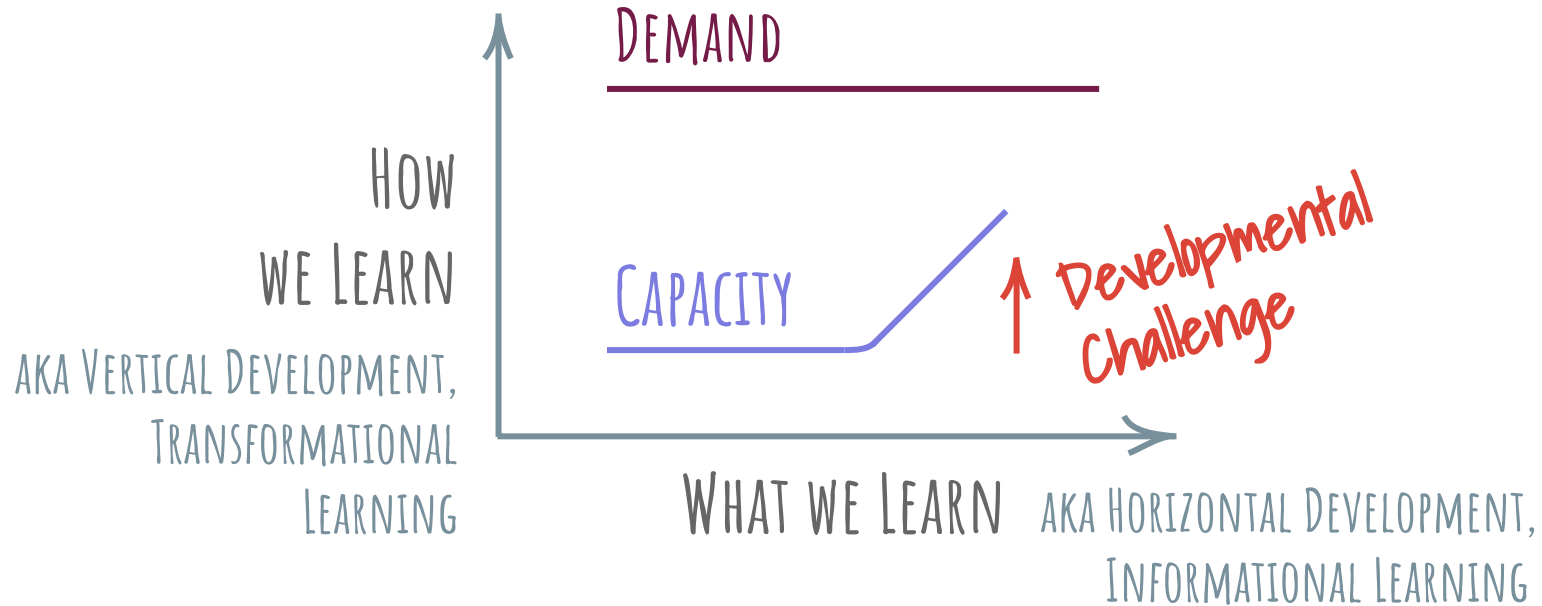 Demand
How
we Learn
aka Vertical Development,
Transformational
Learning
Capacity
Developmental
Challenge
What we Learn
aka Horizontal Development,
Informational Learning